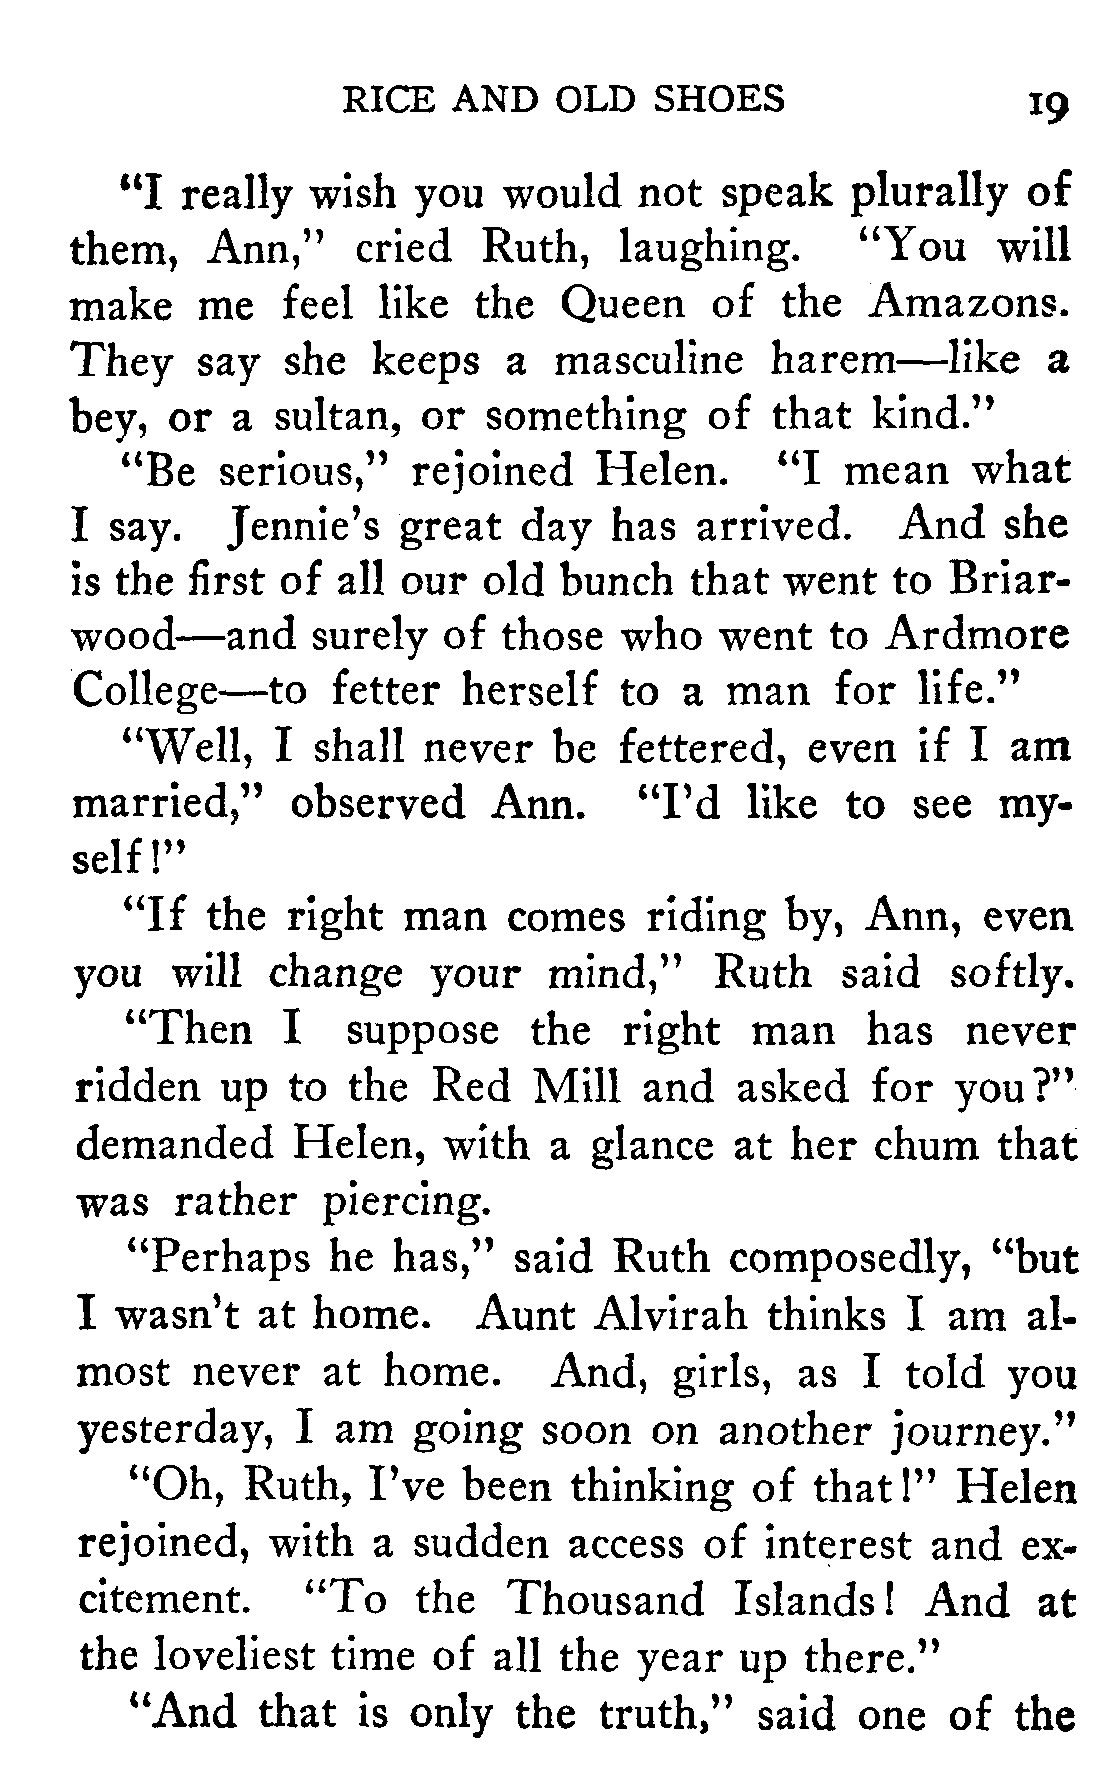 RICE AND OLD SHOES 19
“I really wish you would not speak plurally of
them, Ann,” cried Ruth, laughing. “You will
make me feel like the Queen of the Amazons.
They say she keeps a masculine harem—like a
bey, or a sultan, or something of that kind.”
“Be serious,” rejoined Helen. “I mean what
I say. Jennie’s great day has arrived. And she
is the first of all our old bunch that went to Briar-
wood—and surely of those who went to Ardmore
College—to fetter herself to a man for life.”
“Well, I shall never be fettered, even if I am
married,” observed Ann. “I’d like to see my-
self!”
“If the right man comes riding by, Ann, even
you will change your mind,” Ruth said softly.
“Then I suppose the right man has never
ridden up to the Red Mill and asked for you?”
demanded Helen, with a glance at her chum that
was rather piercing.
“Perhaps he has,” said Ruth composedly, “but
I wasn’t at home. Aunt Alvirah thinks I am al-
most never at home. And, girls, as I told you
yesterday, I am going soon on another journey.”
“Oh, Ruth, I’ve been thinking of that!” Helen
rejoined, with a sudden access of interest and ex-
citement. “To the Thousand Islands! And at
the loveliest time of all the year up there.”
“And that is only the truth,” said one of the